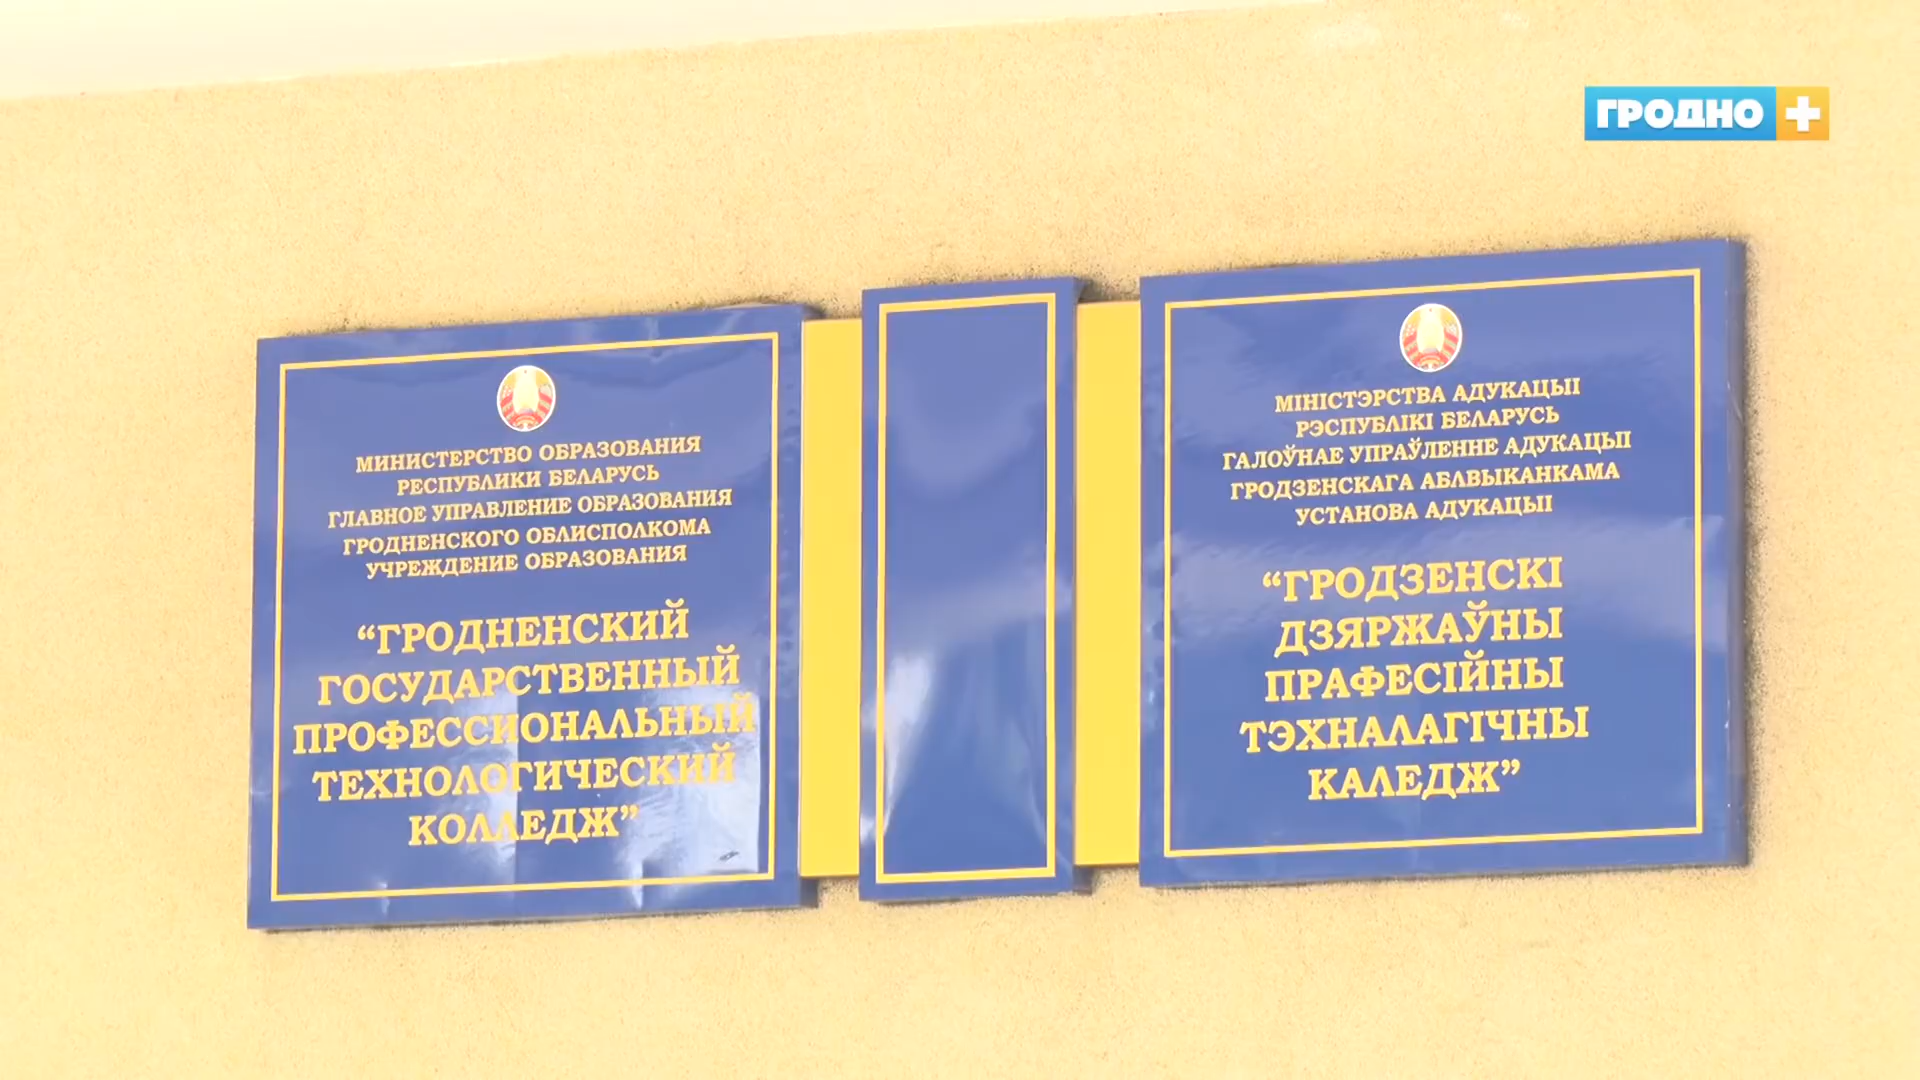 ГРОДНО +
МИНИСТЕРСТВО ОБРАЗОВАНИЯ
РЕСПУБЛИКИ БЕЛАРУСЬ
ГЛАВНОЕ УПРАВЛЕНИЕ ОБРАЗОВАНИЯ
ГРОДНЕНСКОГО ОБЛИСПОЛКОМА
УЧРЕЖДЕНИЕ ОБРАЗОВАНИЯ
“ГРОДНЕНСКИЙ
ГОСУДАРСТВЕННЫЙ
ПРОФЕССИОНАЛЬНЫЙ
ТЕХНОЛОГИЧЕСКИЙ
КОЛЛЕДЖ”
МІНІСТЭРСТВА АДУКАЦЫІ
РЭСПУБЛІКІ БЕЛАРУСЬ
ГАЛОЎНАЕ УПРАЎЛЕННЕ АДУКАЦЫІ
ГРОДЗЕНСКАГА АБЛВЫКАНКАМА
УСТАНОВА АДУКАЦЫІ
“ГРОДЗЕНСКІ
ДЗЯРЖАЎНЫ
ПРАФЕСІЙНЫ
ТЭХНАЛАГІЧНЫ
КАЛЕДЖ”